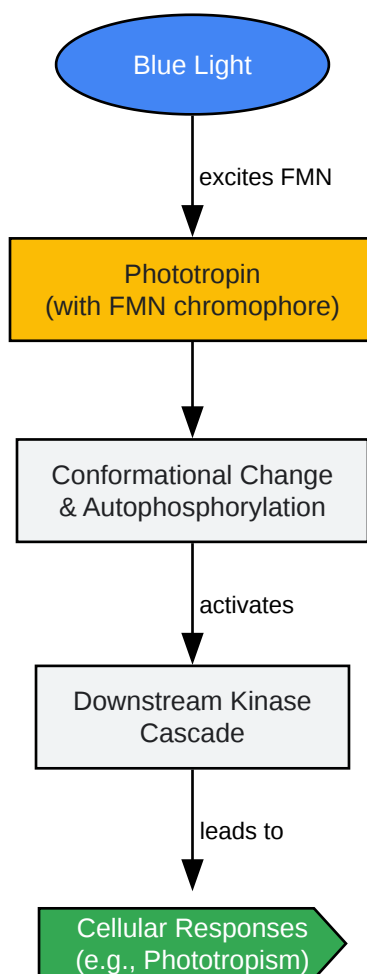 Blue Light
excites FMN
Phototropin
(with FMN chromophore)
Conformational Change
& Autophosphorylation
activates
Downstream Kinase
Cascade
leads to
Cellular Responses
(e.g., Phototropism)